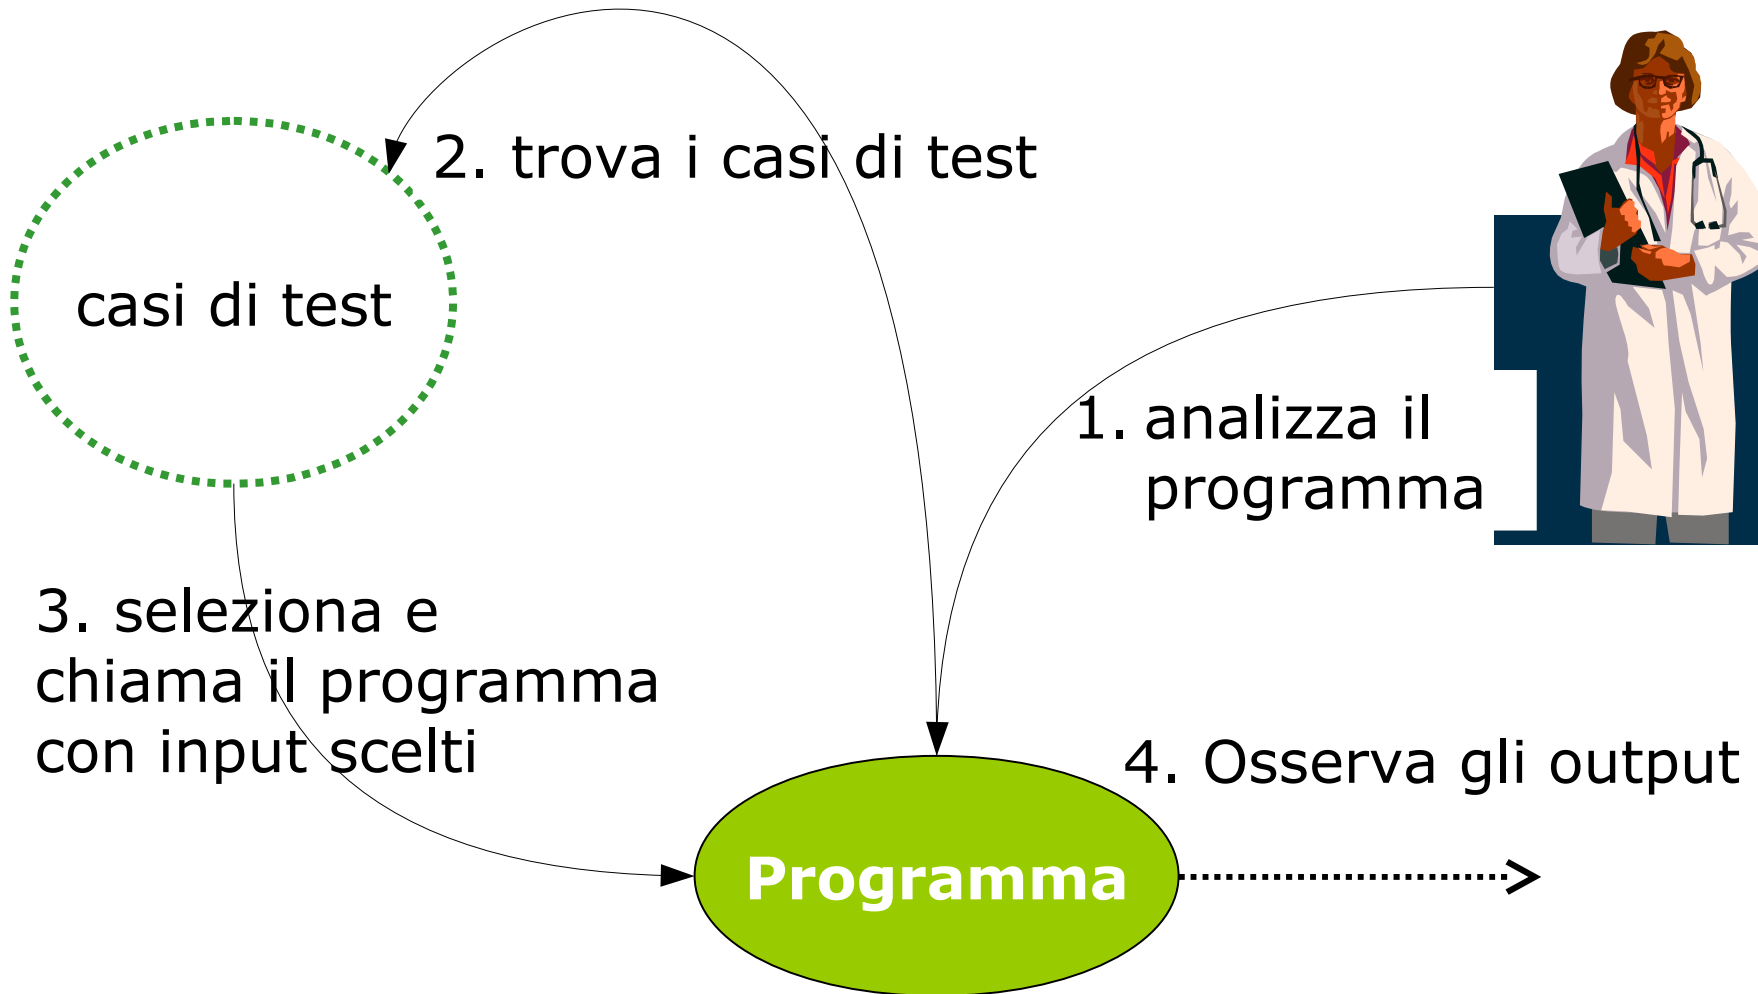 2. trova i casi di test
casi di test
1. analizza il
programma
3. seleziona e
chiama il programma
con input scelti
4. Osserva gli output
Programma